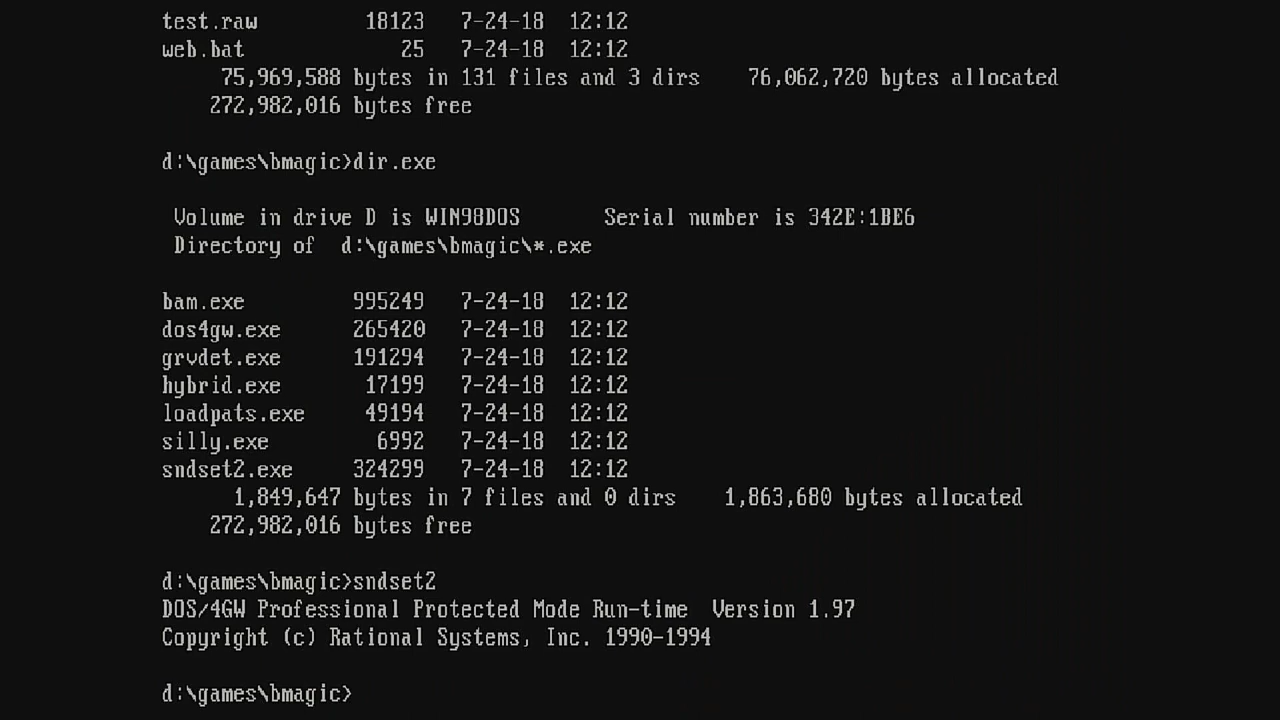 test.raw         18123   7-24-18  12:12
web.bat             25   7-24-18  12:12
     75,969,588 bytes in 131 files and 3 dirs    76,062,720 bytes allocated
    272,982,016 bytes free
d:\games\bmagic>dir.exe
 Volume in drive D is WIN98DOS       Serial number is 342E:1BE6
 Directory of  d:\games\bmagic\*.exe
bam.exe         995249   7-24-18  12:12
dos4gw.exe      265420   7-24-18  12:12
grvdet.exe      191294   7-24-18  12:12
hybrid.exe       17199   7-24-18  12:12
loadpats.exe     49194   7-24-18  12:12
silly.exe         6992   7-24-18  12:12
sndset2.exe     324299   7-24-18  12:12
      1,849,647 bytes in 7 files and 0 dirs    1,863,680 bytes allocated
    272,982,016 bytes free
d:\games\bmagic>sndset2
DOS/4GW Professional Protected Mode Run-time  Version 1.97
Copyright (c) Rational Systems, Inc. 1990-1994
d:\games\bmagic>